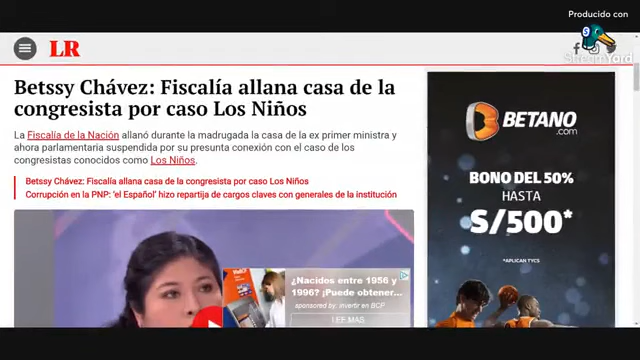 Producido con
StreamYard
LR
Betssy Chávez: Fiscalía allana casa de la
congresista por caso Los Niños
La Fiscalía de la Nación allanó durante la madrugada la casa de la ex primer ministra y
ahora parlamentaria suspendida por su presunta conexión con el caso de los
congresistas conocidos como Los Niños.
Betssy Chávez: Fiscalía allana casa de la congresista por caso Los Niños
Corrupción en la PNP: 'el Español' hizo repartija de cargos claves con generales de la institución
¿Nacidos entre 1956 y
1996? ¡Puede obtener...
sponsored by: invertir en BCP
LEE MAS
BETANO
.com
BONO DEL 50%
HASTA
S/500*
*APLICAN TYCS